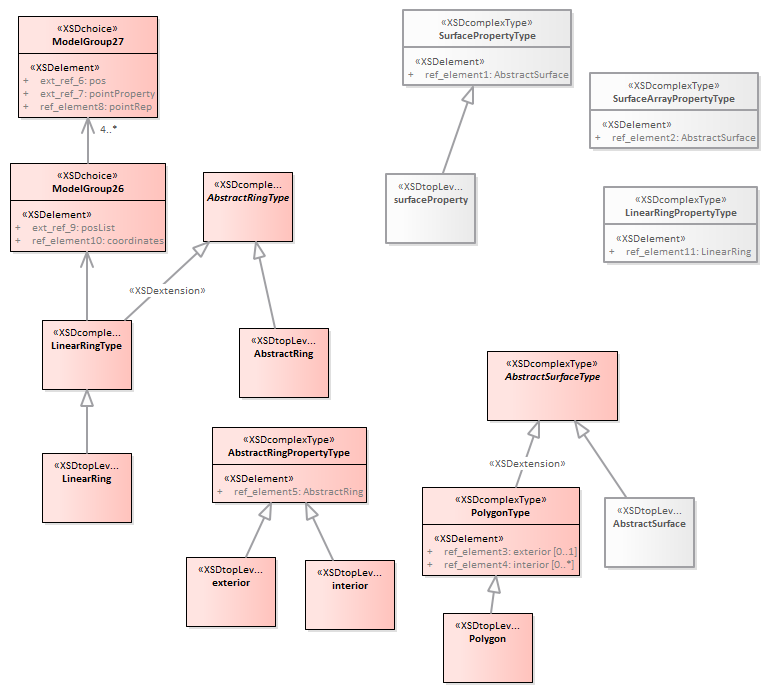 «XSDchoice»
ModelGroup27
«XSDelement»
+ ext_ref_6: pos
+ ext_ref_7: pointProperty
+ ref_element8: pointRep
4..*
«XSDchoice»
ModelGroup26
«XSDelement»
+ ext_ref_9: posList
+ ref_element10: coordinates
«XSDcomple...
AbstractRingType
«XSDextension»
«XSDcomple...
LinearRingType
«XSDtopLev...
AbstractRing
«XSDtopLev...
LinearRing
«XSDcomplexType»
AbstractRingPropertyType
«XSDelement»
+ ref_element5: AbstractRing
«XSDtopLev...
exterior
«XSDtopLev...
interior
«XSDcomplexType»
SurfacePropertyType
«XSDelement»
+ ref_element1: AbstractSurface
«XSDtopLev...
surfaceProperty
«XSDcomplexType»
SurfaceArrayPropertyType
«XSDelement»
+ ref_element2: AbstractSurface
«XSDcomplexType»
LinearRingPropertyType
«XSDelement»
+ ref_element11: LinearRing
«XSDcomplexType»
AbstractSurfaceType
«XSDextension»
«XSDcomplexType»
PolygonType
«XSDelement»
+ ref_element3: exterior [0..1]
+ ref_element4: interior [0..*]
«XSDtopLev...
AbstractSurface
«XSDtopLev...
Polygon